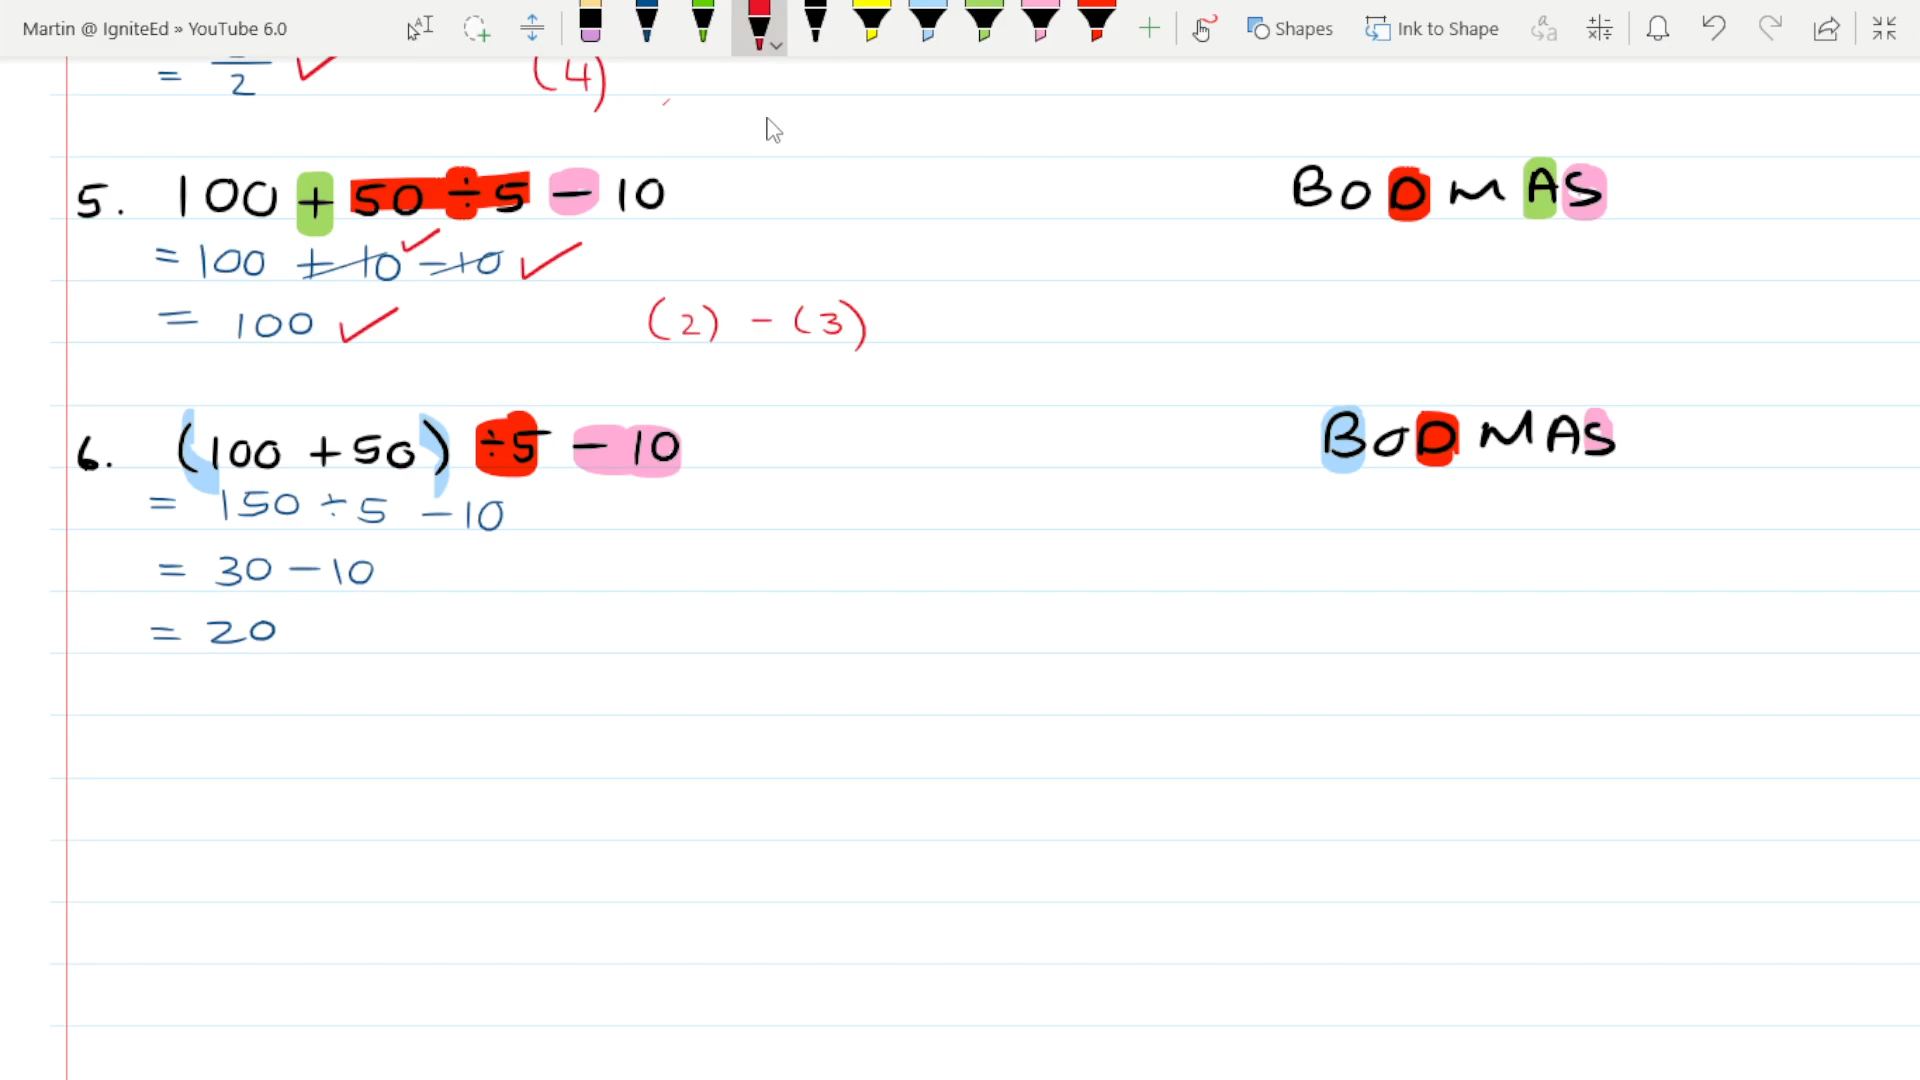 Martin @ IgniteEd » YouTube 6.0
Shapes
Ink to Shape
= 2 ✓ (4)
5. 100 + 50 ÷ 5 − 10 BODMAS
= 100 + 10 − 10 ✓
= 100 ✓ (2) - (3)
6. (100 + 50) ÷ 5 − 10 BODMAS
= 150 ÷ 5 − 10
= 30 − 10
= 20